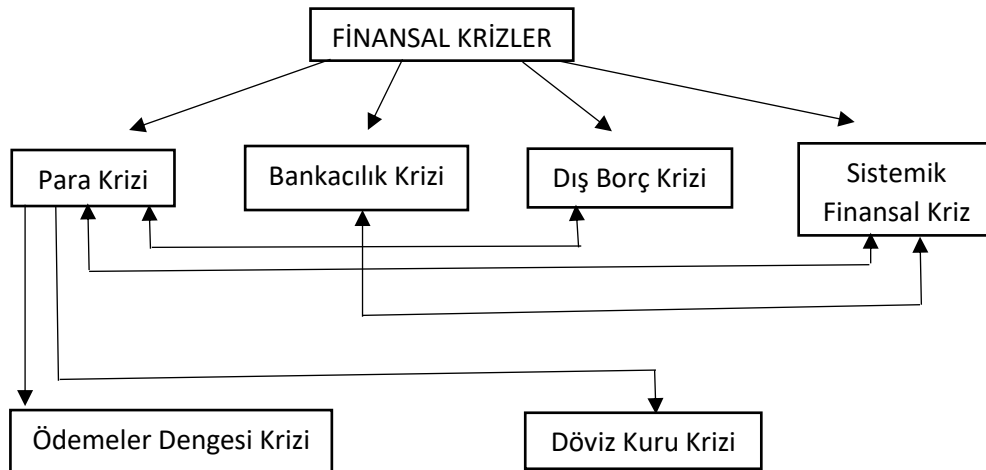 FİNANSAL KRİZLER
Para Krizi
Bankacılık Krizi
Dış Borç Krizi
Sistemik
Finansal Kriz
Ödemeler Dengesi Krizi
Döviz Kuru Krizi